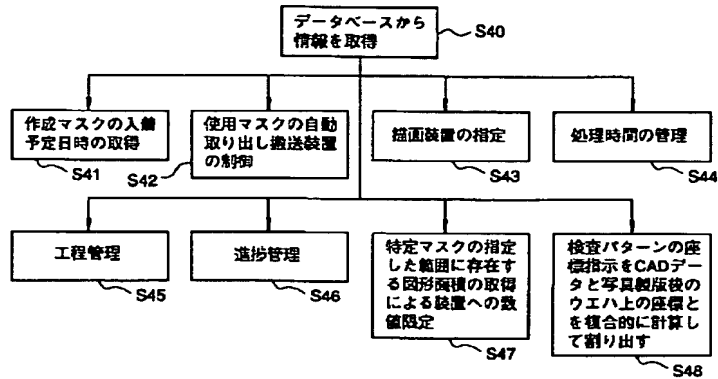 データベースから
情報を取得
S40
作成マスクの入着
予定日時の取得
S41
使用マスクの自動
取り出し搬送装置
の制御
S42
描画装置の指定
S43
処理時間の管理
S44
工程管理
S45
進捗管理
S46
特定マスクの指定
した範囲に存在す
る図形面積の取得
による装置への数
値限定
S47
検査パターンの座
標指示をCADデー
タと写真製版後の
ウエハ上の座標と
を複合的に計算し
て割り出す
S48